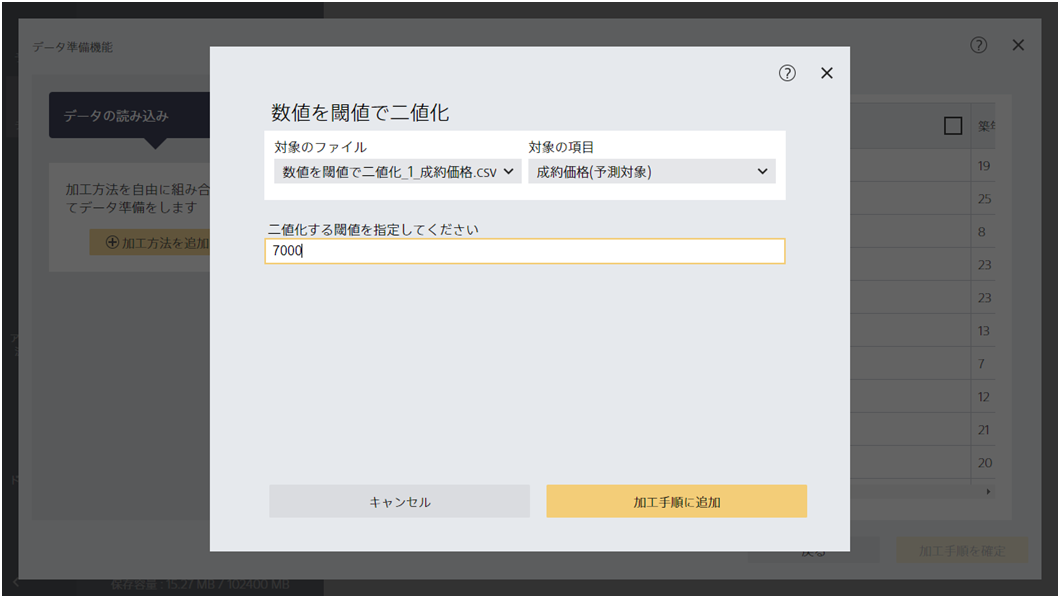 データ準備機能
データの読み込み
加工方法を自由に組み合
てデータ準備をします
加工方法を追加
数値を閾値で二値化
対象のファイル
対象の項目
数値を閾値で二値化_1_成約価格.csv
成約価格(予測対象)
二値化する閾値を指定してください
7000
キャンセル
加工手順に追加
築年
19
25
8
23
23
13
7
12
21
20
戻る
加工手順を確定
保存容量 : 15.27 MB / 102400 MB